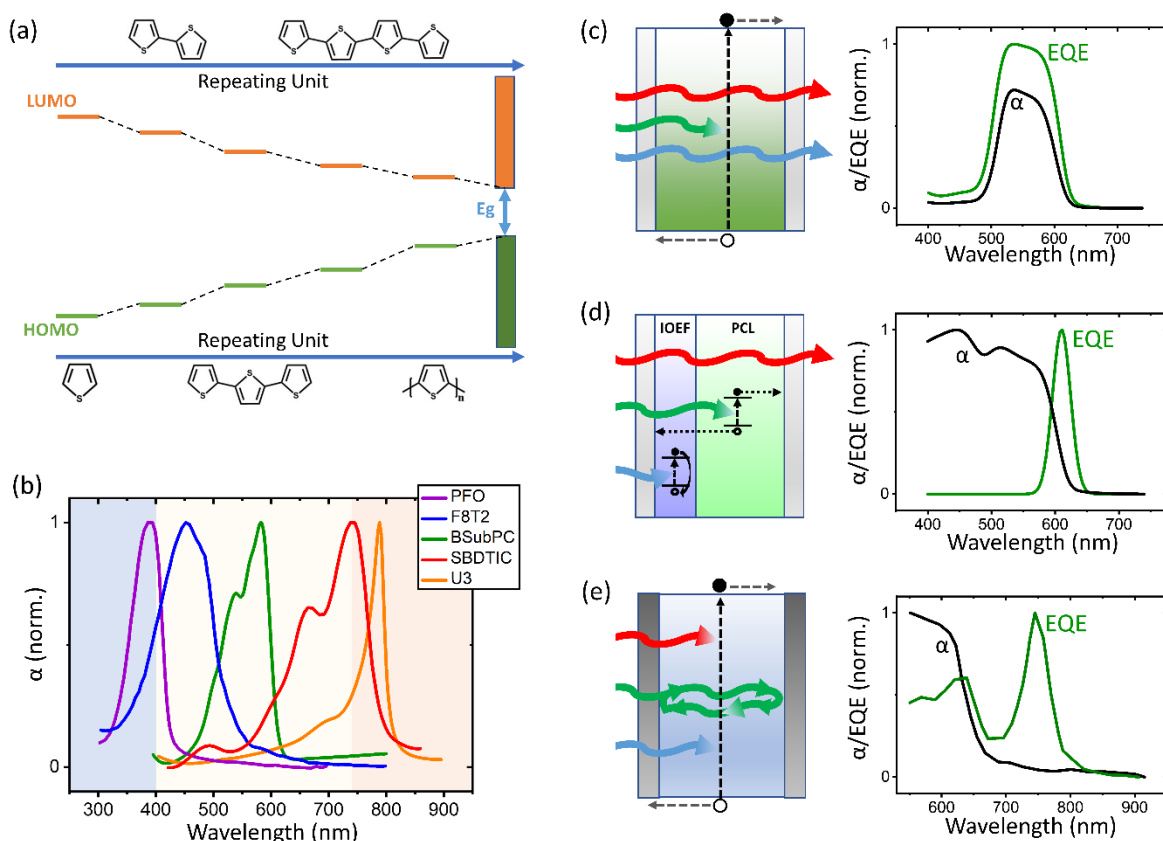 (a)
S
S
S
S
S
S
Repeating Unit
LUMO
Eg
HOMO
Repeating Unit
S
S
S
S
S
n
(b)
α (norm.)
1
0
PFO
F8T2
BSubPC
SBDTIC
U3
300 400 500 600 700 800 900
Wavelength (nm)
(c)
α/EQE (norm.)
1
0
EQE
α
400 500 600 700
Wavelength (nm)
(d)
IOEF PCL
α/EQE (norm.)
1
0
α
EQE
400 500 600 700
Wavelength (nm)
(e)
α/EQE (norm.)
1
0
α
EQE
600 700 800 900
Wavelength (nm)